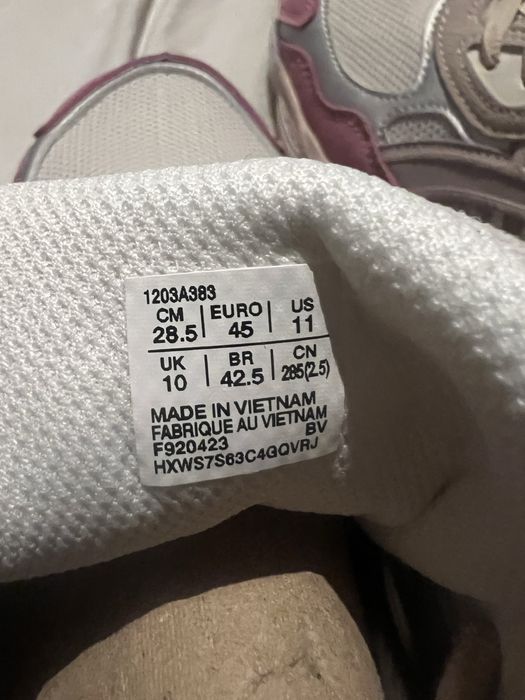 1203A383
CM EURO US
28.5 45 11
UK BR CN
10 42.5 285(2.5)
MADE IN VIETNAM
FABRIQUE AU VIETNAM
F920423 BV
HXWS7S63C4GQVRJ